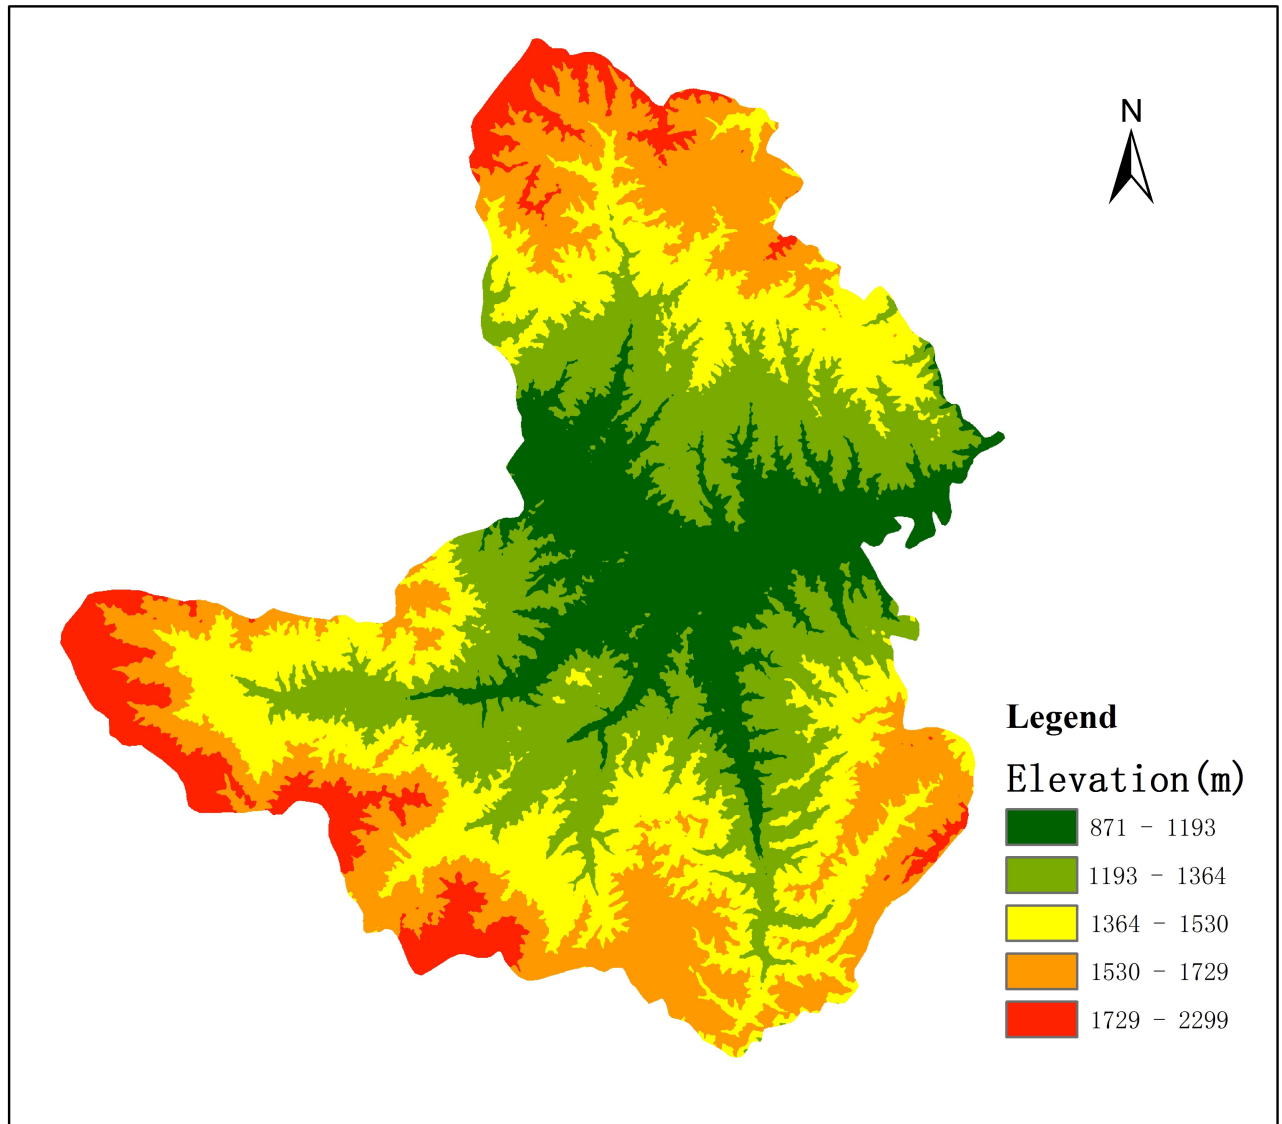 N
Legend
Elevation(m)
871 - 1193
1193 - 1364
1364 - 1530
1530 - 1729
1729 - 2299